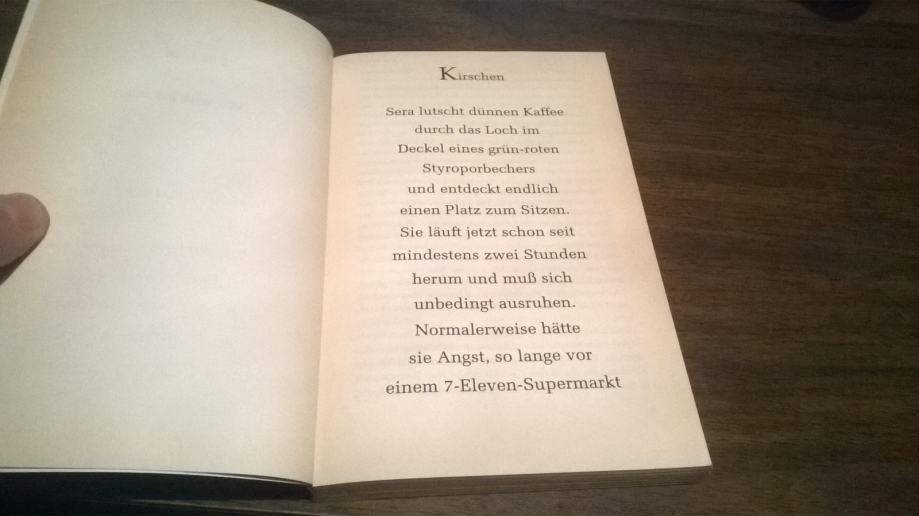 Kirschen
Sera lutscht dünnen Kaffee
durch das Loch im
Deckel eines grün-roten
Styroporbechers
und entdeckt endlich
einen Platz zum Sitzen.
Sie läuft jetzt schon seit
mindestens zwei Stunden
herum und muß sich
unbedingt ausruhen.
Normalerweise hätte
sie Angst, so lange vor
einem 7-Eleven-Supermarkt